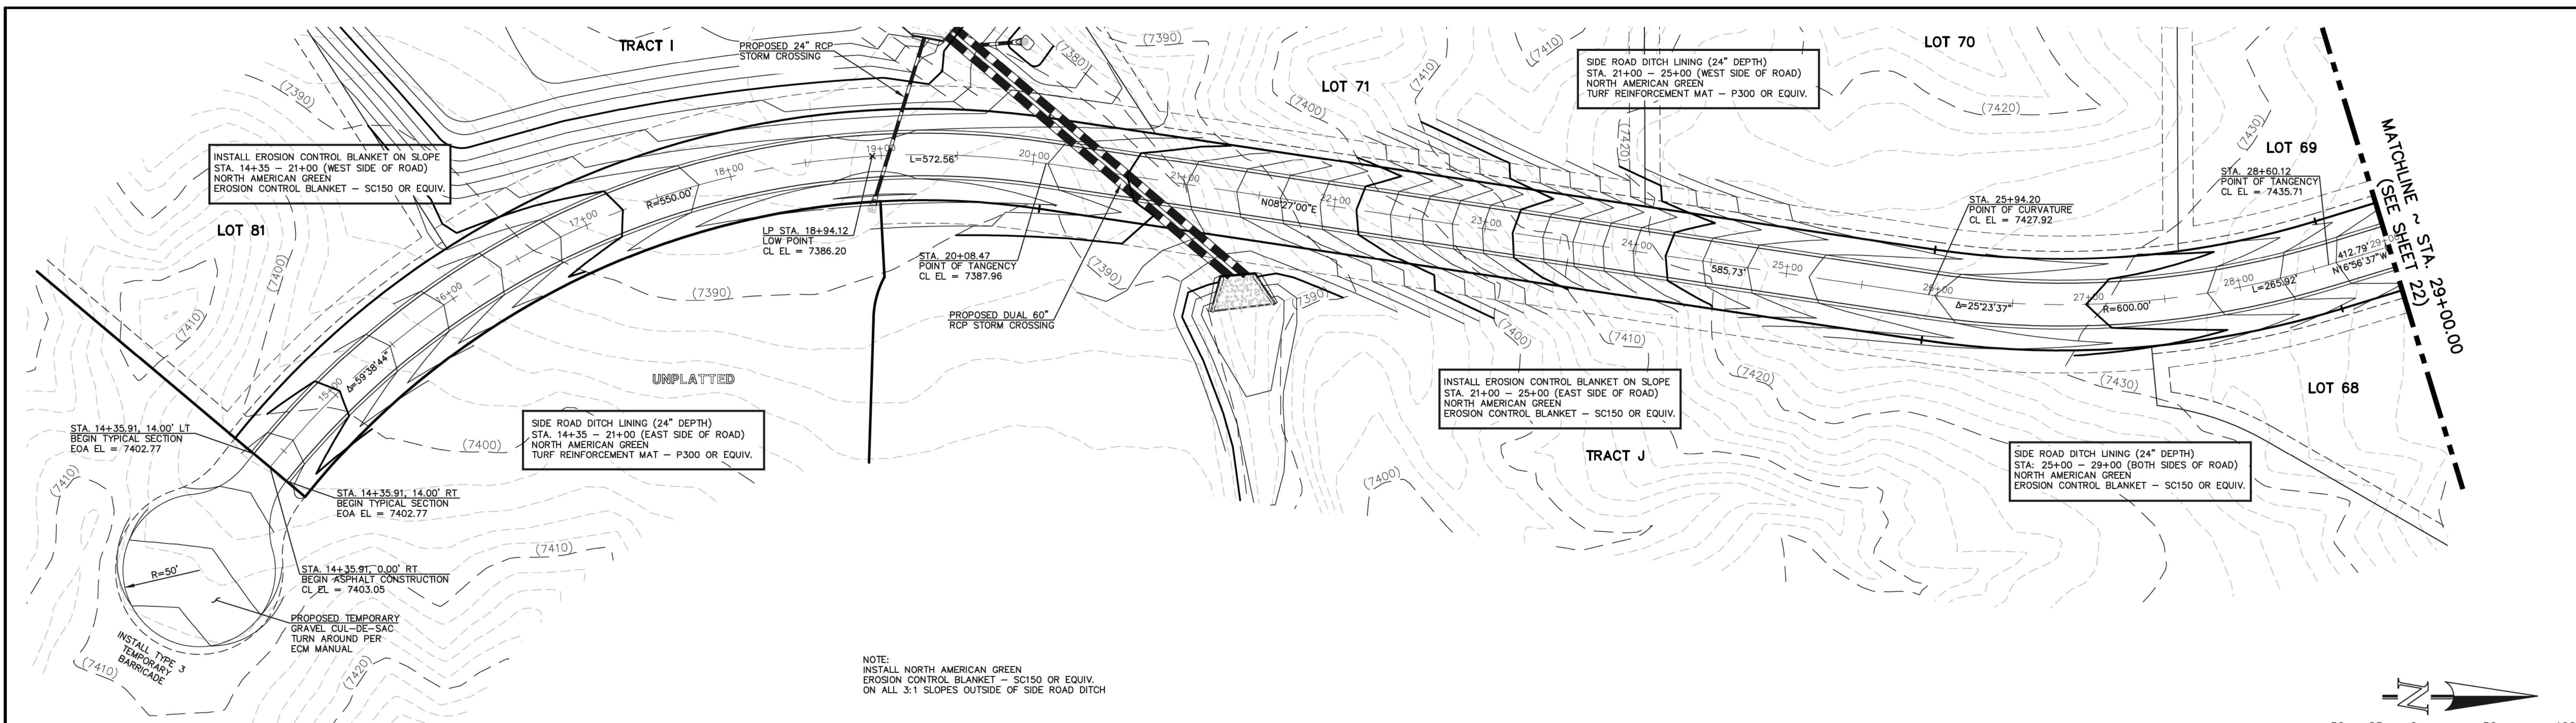 TRACT I
PROPOSED 24" RCP
STORM CROSSING
(7390)
(7380)
(7390)
(7410)
LOT 71
(7410)
(7400)
SIDE ROAD DITCH LINING (24" DEPTH)
STA. 21+00 – 25+00 (WEST SIDE OF ROAD)
NORTH AMERICAN GREEN
TURF REINFORCEMENT MAT – P300 OR EQUIV.
LOT 70
(7420)
(7420)
(7430)
LOT 69
MATCHLINE ~ STA. 29+00.00
(SEE SHEET 22)
INSTALL EROSION CONTROL BLANKET ON SLOPE
STA. 14+35 – 21+00 (WEST SIDE OF ROAD)
NORTH AMERICAN GREEN
EROSION CONTROL BLANKET – SC150 OR EQUIV.
LOT 81
(7400)
(7410)
15+00
Δ=59°38'44"
16+00
17+00
R=550.00'
18+00
19+00
L=572.56'
20+00
21+00
N08°27'00"E
22+00
23+00
24+00
585.73'
25+00
26+00
Δ=25°23'37"
27+00
R=600.00'
28+00
L=265.92'
412.79'
29+00
N16°56'37"W
LP STA. 18+94.12
LOW POINT
CL EL = 7386.20
STA. 20+08.47
POINT OF TANGENCY
CL EL = 7387.96
STA. 25+94.20
POINT OF CURVATURE
CL EL = 7427.92
STA. 28+60.12
POINT OF TANGENCY
CL EL = 7435.71
(7390)
(7390)
(7390)
PROPOSED DUAL 60"
RCP STORM CROSSING
(7400)
(7410)
(7420)
(7430)
LOT 68
UNPLATTED
SIDE ROAD DITCH LINING (24" DEPTH)
STA. 14+35 – 21+00 (EAST SIDE OF ROAD)
NORTH AMERICAN GREEN
TURF REINFORCEMENT MAT – P300 OR EQUIV.
INSTALL EROSION CONTROL BLANKET ON SLOPE
STA. 21+00 – 25+00 (EAST SIDE OF ROAD)
NORTH AMERICAN GREEN
EROSION CONTROL BLANKET – SC150 OR EQUIV.
TRACT J
(7400)
SIDE ROAD DITCH LINING (24" DEPTH)
STA: 25+00 – 29+00 (BOTH SIDES OF ROAD)
NORTH AMERICAN GREEN
EROSION CONTROL BLANKET – SC150 OR EQUIV.
STA. 14+35.91, 14.00' LT
BEGIN TYPICAL SECTION
EOA EL = 7402.77
(7400)
(7410)
STA. 14+35.91, 14.00' RT
BEGIN TYPICAL SECTION
EOA EL = 7402.77
(7410)
R=50'
STA. 14+35.91, 0.00' RT
BEGIN ASPHALT CONSTRUCTION
CL EL = 7403.05
PROPOSED TEMPORARY
GRAVEL CUL–DE–SAC
TURN AROUND PER
ECM MANUAL
INSTALL TYPE 3
TEMPORARY
BARRICADE
(7410)
(7420)
NOTE:
INSTALL NORTH AMERICAN GREEN
EROSION CONTROL BLANKET – SC150 OR EQUIV.
ON ALL 3:1 SLOPES OUTSIDE OF SIDE ROAD DITCH
N